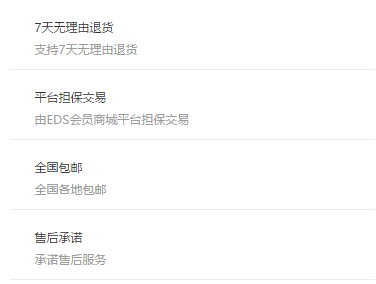 7天无理由退货
支持7天无理由退货
平台担保交易
由EDS会员商城平台担保交易
全国包邮
全国各地包邮
售后承诺
承诺售后服务